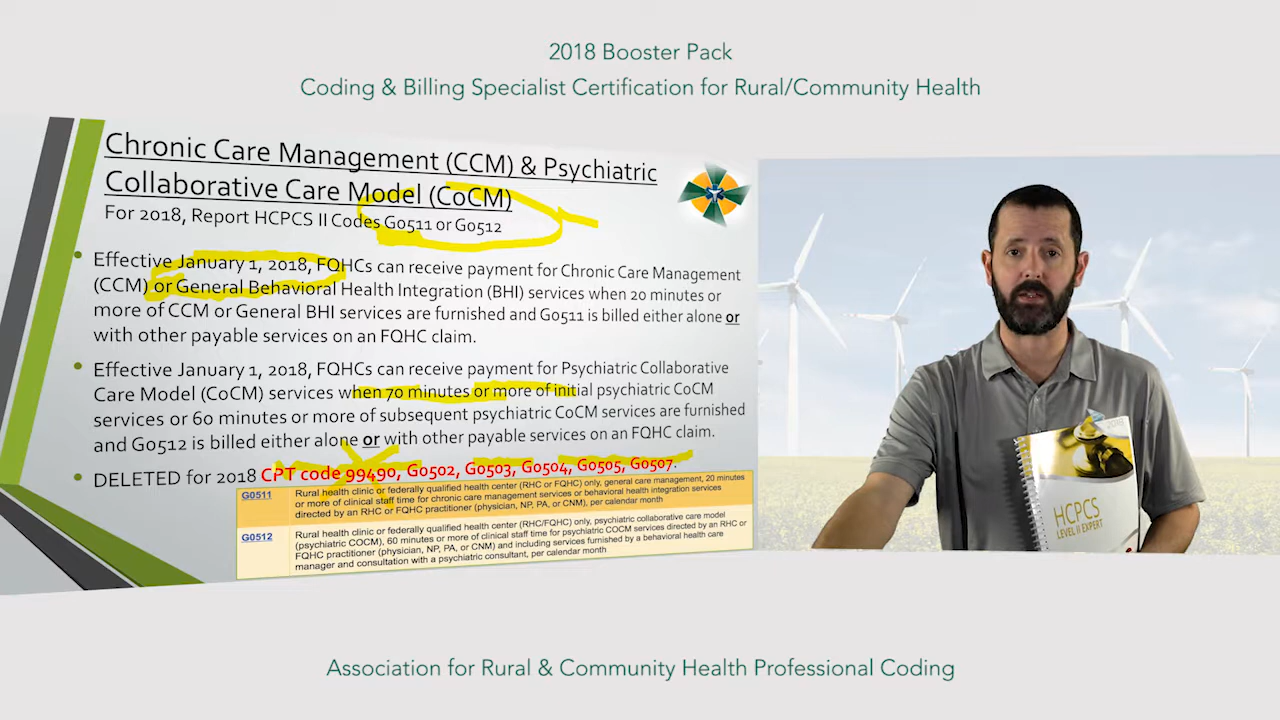 2018 Booster Pack
Coding & Billing Specialist Certification for Rural/Community Health
Chronic Care Management (CCM) & Psychiatric
Collaborative Care Model (CoCM)
For 2018, Report HCPCS II Codes G0511 or G0512
• Effective January 1, 2018, FQHCs can receive payment for Chronic Care Management
(CCM) or General Behavioral Health Integration (BHI) services when 20 minutes or
more of CCM or General BHI services are furnished and G0511 is billed either alone or
with other payable services on an FQHC claim.
• Effective January 1, 2018, FQHCs can receive payment for Psychiatric Collaborative
Care Model (CoCM) services when 70 minutes or more of initial psychiatric CoCM
services or 60 minutes or more of subsequent psychiatric CoCM services are furnished
and G0512 is billed either alone or with other payable services on an FQHC claim.
• DELETED for 2018 CPT code 99490, G0502, G0503, G0504, G0505, G0507.
G0511 Rural health clinic or federally qualified health center (RHC or FQHC) only, general care management, 20 minutes
or more of clinical staff time for chronic care management services or behavioral health integration services
directed by an RHC or FQHC practitioner (physician, NP, PA, or CNM), per calendar month
G0512 Rural health clinic or federally qualified health center (RHC/FQHC) only, psychiatric collaborative care model
(psychiatric COCM), 60 minutes or more of clinical staff time for psychiatric COCM services directed by an RHC or
FQHC practitioner (physician, NP, PA, or CNM) and including services furnished by a behavioral health care
manager and consultation with a psychiatric consultant, per calendar month
2018
HCPCS
LEVEL II EXPERT
Association for Rural & Community Health Professional Coding